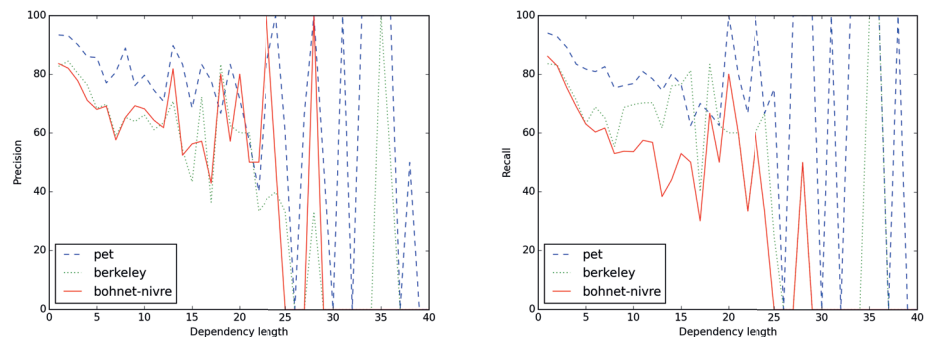 100
80
60
40
20
0
Precision
pet
berkeley
bohnet-nivre
0 5 10 15 20 25 30 35 40
Dependency length
100
80
60
40
20
0
Recall
pet
berkeley
bohnet-nivre
0 5 10 15 20 25 30 35 40
Dependency length